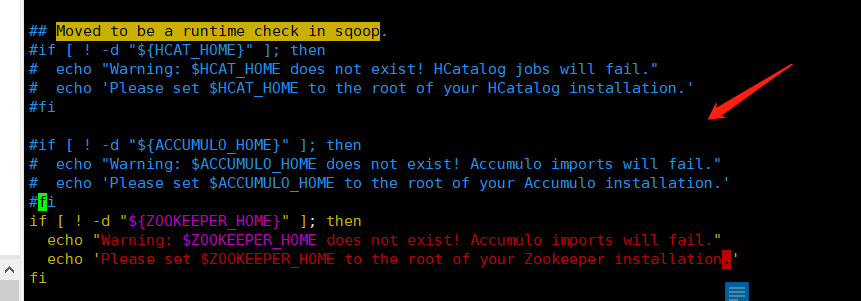 ## Moved to be a runtime check in sqoop.
#if [ ! -d "${HCAT_HOME}" ]; then
#  echo "Warning: $HCAT_HOME does not exist! HCatalog jobs will fail."
#  echo 'Please set $HCAT_HOME to the root of your HCatalog installation.'
#fi

#if [ ! -d "${ACCUMULO_HOME}" ]; then
#  echo "Warning: $ACCUMULO_HOME does not exist! Accumulo imports will fail."
#  echo 'Please set $ACCUMULO_HOME to the root of your Accumulo installation.'
#fi
if [ ! -d "${ZOOKEEPER_HOME}" ]; then
  echo "Warning: $ZOOKEEPER_HOME does not exist! Accumulo imports will fail."
  echo 'Please set $ZOOKEEPER_HOME to the root of your Zookeeper installation.'
fi